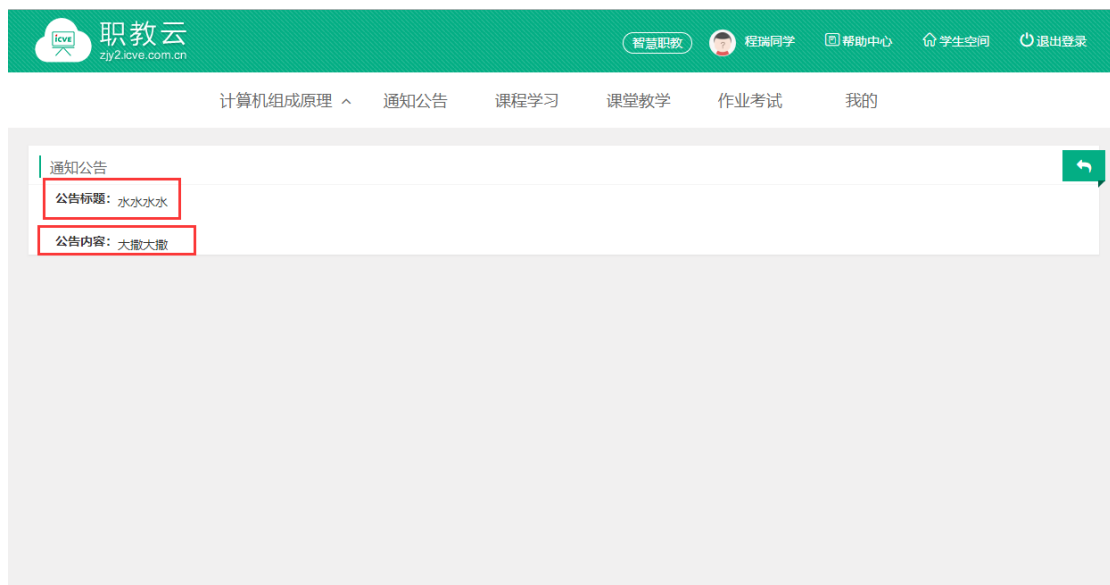 icve 职教云
zjy2.icve.com.cn
智慧职教 程瑞同学 帮助中心 学生空间 退出登录
计算机组成原理 通知公告 课程学习 课堂教学 作业考试 我的
通知公告
公告标题：水水水水
公告内容：大撒大撒